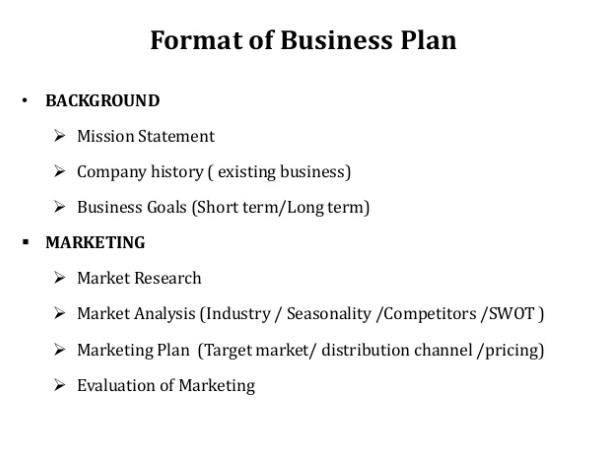 Format of Business Plan
• BACKGROUND
➢ Mission Statement
➢ Company history ( existing business)
➢ Business Goals (Short term/Long term)
▪ MARKETING
➢ Market Research
➢ Market Analysis (Industry / Seasonality /Competitors /SWOT )
➢ Marketing Plan (Target market/ distribution channel /pricing)
➢ Evaluation of Marketing